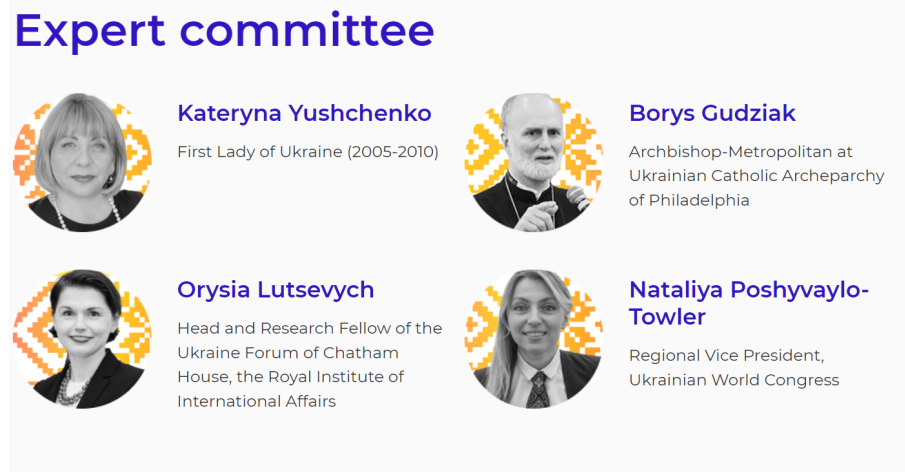 Expert committee
Kateryna Yushchenko
First Lady of Ukraine (2005-2010)
Borys Gudziak
Archbishop-Metropolitan at
Ukrainian Catholic Archeparchy
of Philadelphia
Orysia Lutsevych
Head and Research Fellow of the
Ukraine Forum of Chatham
House, the Royal Institute of
International Affairs
Nataliya Poshyvaylo-
Towler
Regional Vice President,
Ukrainian World Congress